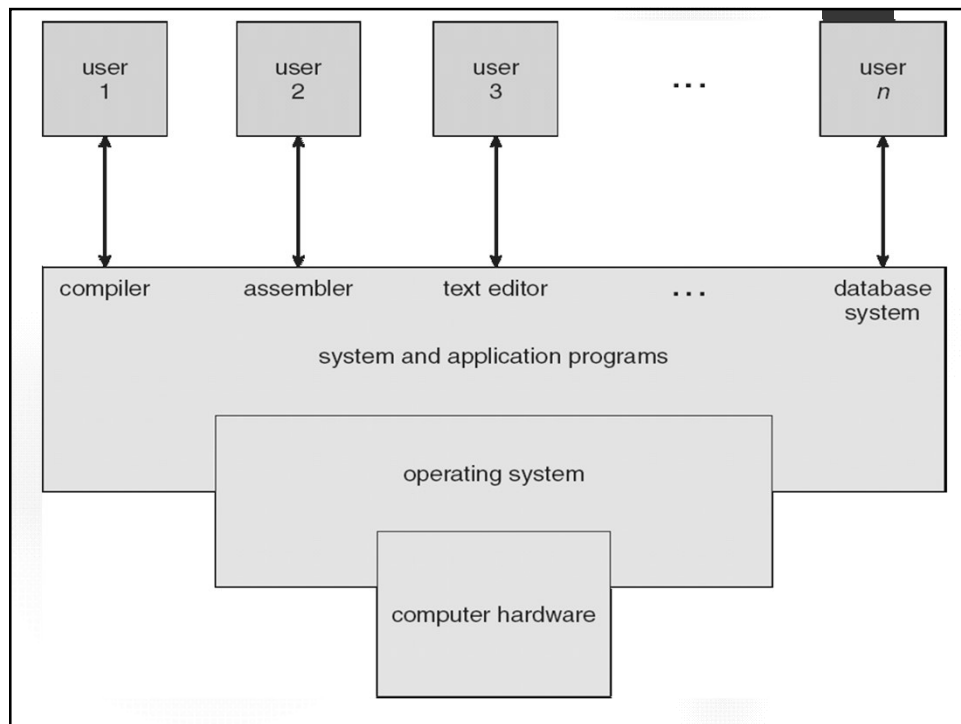 user
1
user
2
user
3
...
user
n
compiler
assembler
text editor
...
database
system
system and application programs
operating system
computer hardware